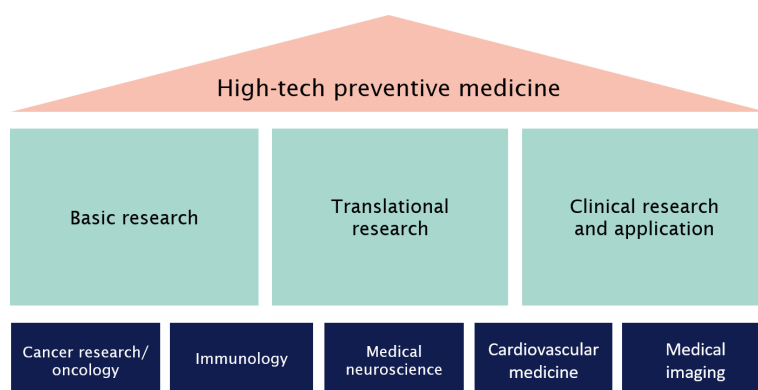 High-tech preventive medicine
Basic research
Translational
research
Clinical research
and application
Cancer research/
oncology
Immunology
Medical
neuroscience
Cardiovascular
medicine
Medical
imaging